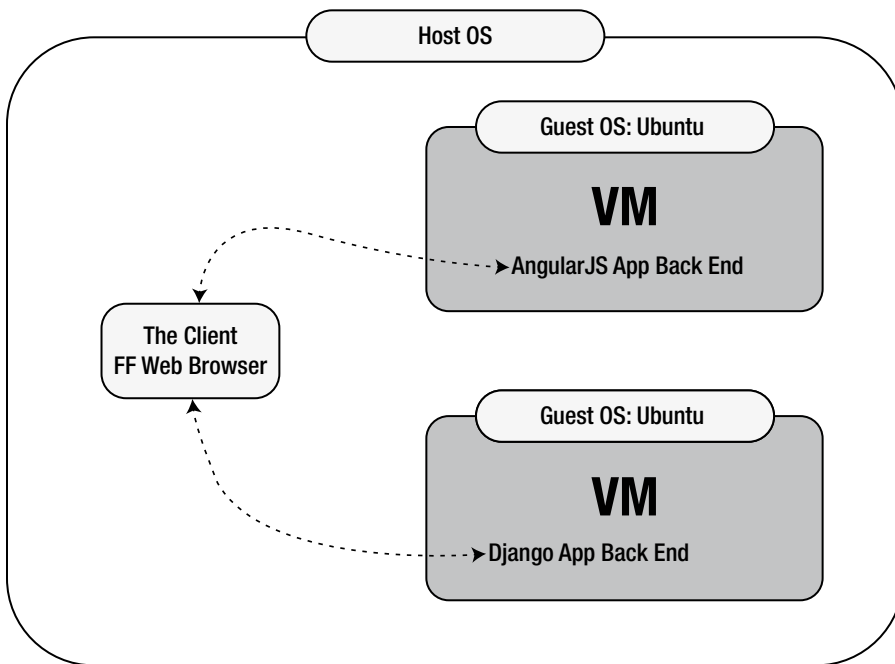 Host OS
Guest OS: Ubuntu
VM
AngularJS App Back End
The Client
FF Web Browser
Guest OS: Ubuntu
VM
Django App Back End